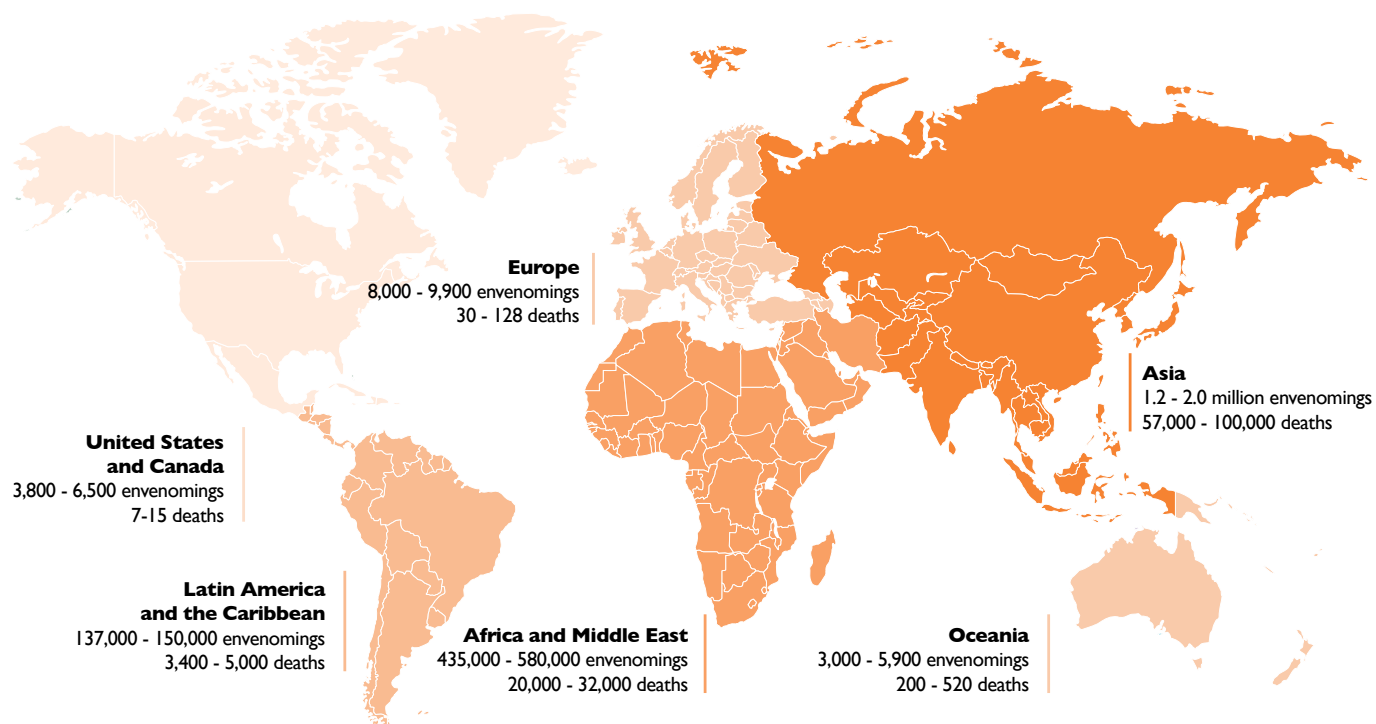 Europe
8,000 - 9,900 envenomings
30 - 128 deaths
Asia
1.2 - 2.0 million envenomings
57,000 - 100,000 deaths
United States
and Canada
3,800 - 6,500 envenomings
7-15 deaths
Latin America
and the Caribbean
137,000 - 150,000 envenomings
3,400 - 5,000 deaths
Africa and Middle East
435,000 - 580,000 envenomings
20,000 - 32,000 deaths
Oceania
3,000 - 5,900 envenomings
200 - 520 deaths